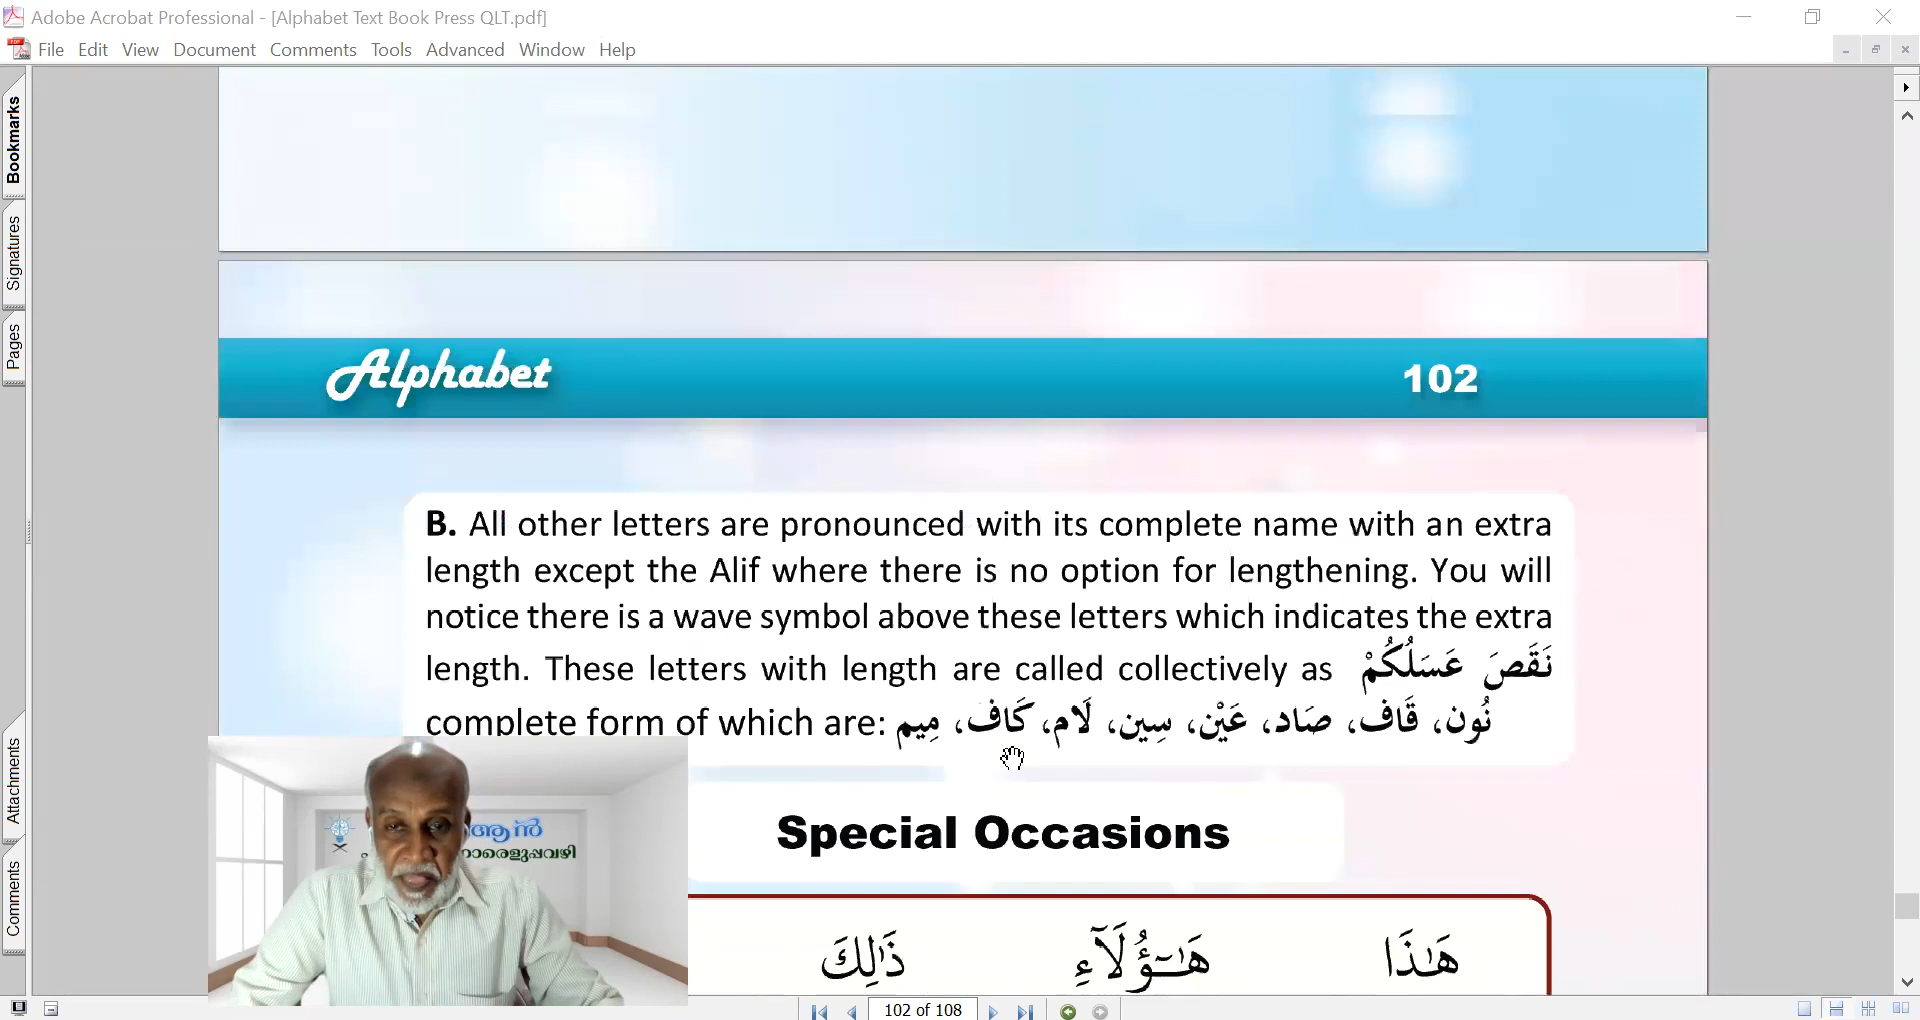 Adobe Acrobat Professional - [Alphabet Text Book Press QLT.pdf]
File Edit View Document Comments Tools Advanced Window Help
Bookmarks
Signatures
Pages
Attachments
Comments
Alphabet 102
B. All other letters are pronounced with its complete name with an extra
length except the Alif where there is no option for lengthening. You will
notice there is a wave symbol above these letters which indicates the extra
length. These letters with length are called collectively as نَقَصَ عَسَلُكُمْ
complete form of which are: نُون، قَاف، صَاد، عَيْن، سِين، لَام، كَاف، مِيم
Special Occasions
هَٰذَا هَٰٓؤُلَآءِ ذَٰلِكَ
102 of 108